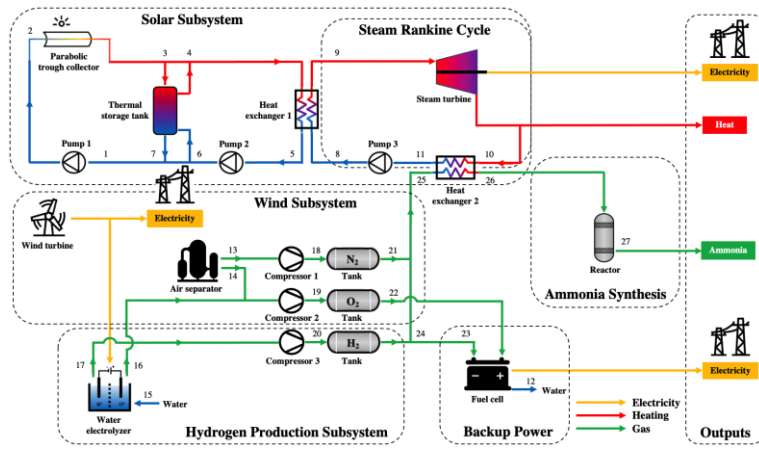 Solar Subsystem
Steam Rankine Cycle
2
Parabolic
trough collector
3
4
9
Steam turbine
Electricity
Thermal
storage tank
Heat
exchanger 1
Heat
Pump 1
Pump 2
Pump 3
1
7
6
5
8
11
10
25
26
Heat
exchanger 2
Wind Subsystem
Electricity
Wind turbine
Air separator
13
14
18
N2
21
Compressor 1
Tank
19
O2
22
Compressor 2
Tank
Reactor
27
Ammonia
Ammonia Synthesis
20
H2
24
23
Compressor 3
Tank
17
16
15
Water
Water
electrolyzer
Hydrogen Production Subsystem
Fuel cell
12
Water
Electricity
Backup Power
Electricity
Heating
Gas
Outputs